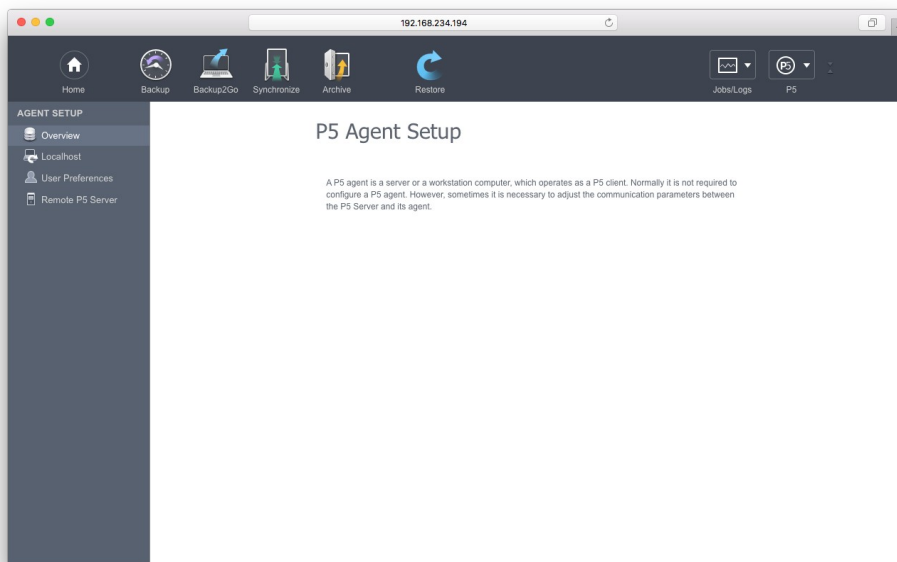 192.168.234.194
Home
Backup
Backup2Go
Synchronize
Archive
Restore
Jobs/Logs
P5
P5
AGENT SETUP
Overview
Localhost
User Preferences
Remote P5 Server
P5 Agent Setup
A P5 agent is a server or a workstation computer, which operates as a P5 client. Normally it is not required to
configure a P5 agent. However, sometimes it is necessary to adjust the communication parameters between
the P5 Server and its agent.